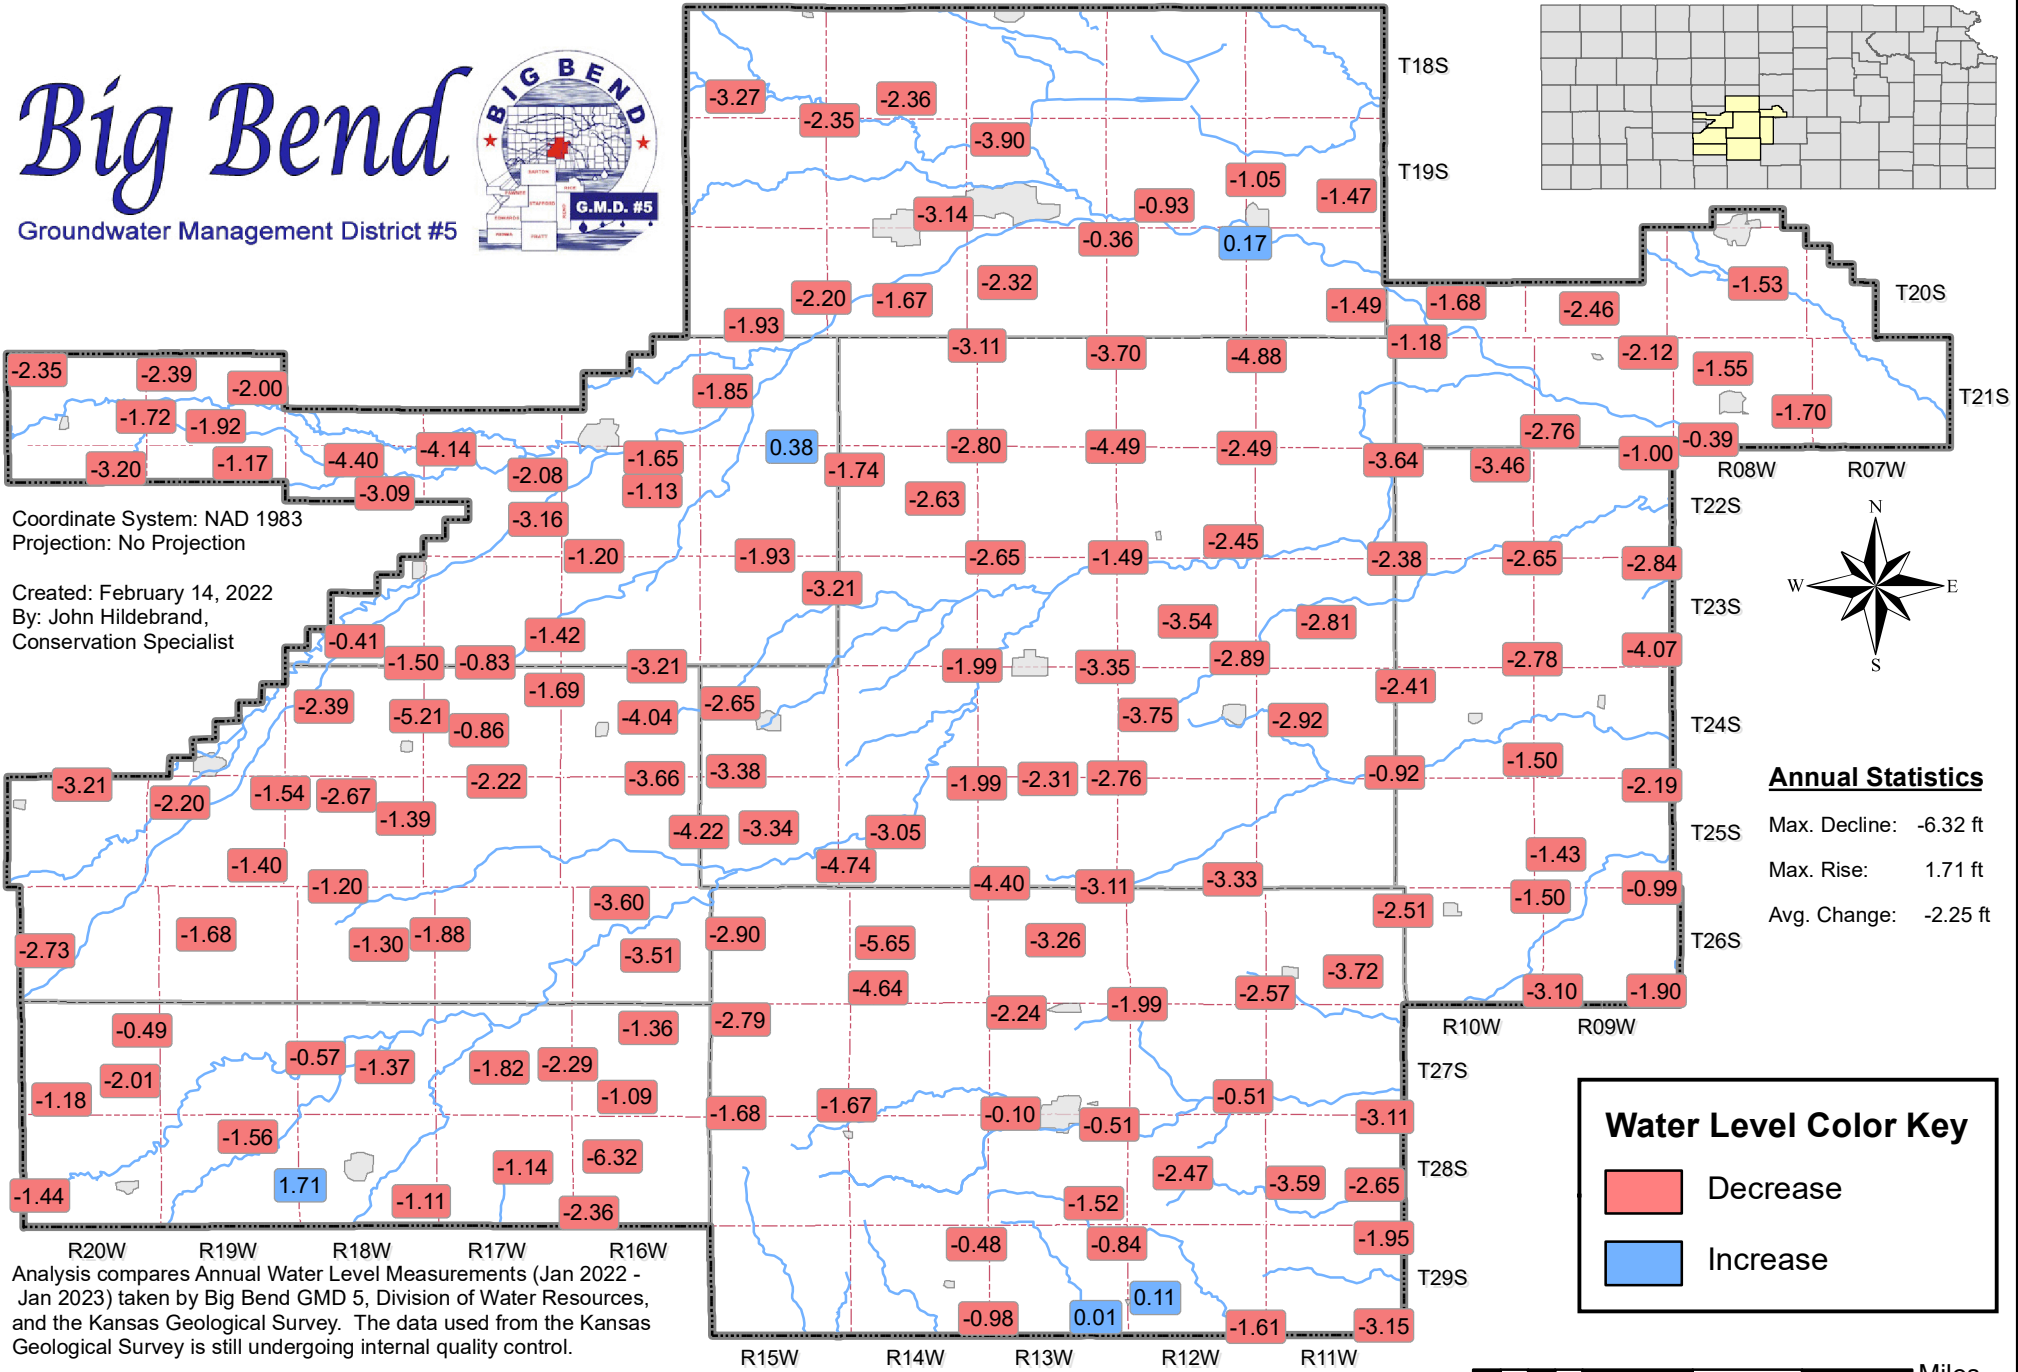 Big Bend
Groundwater Management District #5
BIG BEND
G.M.D. #5
BARTON
RICE
STAFFORD
PRATT
T18S
-3.27
-2.36
-2.35
-3.90
T19S
-1.05
-1.47
-0.93
-3.14
-0.36
0.17
-1.53
T20S
-2.32
-2.20
-1.67
-1.49
-1.68
-2.46
-1.93
-3.11
-3.70
-4.88
-1.18
-2.12
-1.55
-2.35
-2.39
-2.00
-1.85
T21S
-1.72
-1.92
-1.70
-2.76
-0.39
-4.14
0.38
-2.80
-4.49
-2.49
-1.00
-3.20
-1.17
-4.40
-1.65
-1.74
-3.64
-3.46
R08W
R07W
-2.08
-3.09
-1.13
-2.63
T22S
Coordinate System: NAD 1983
Projection: No Projection
-3.16
N
-1.20
-1.93
-2.65
-1.49
-2.45
-2.38
-2.65
-2.84
W
E
S
-3.21
Created: February 14, 2022
By: John Hildebrand,
Conservation Specialist
T23S
-3.54
-2.81
-0.41
-1.42
-1.50
-0.83
-3.21
-1.99
-3.35
-2.89
-2.78
-4.07
-1.69
-2.41
-2.39
-5.21
-0.86
-4.04
-2.65
-3.75
-2.92
T24S
-1.50
-3.21
-2.22
-3.66
-3.38
-1.99
-2.31
-2.76
-0.92
-2.19
-2.20
-1.54
-2.67
-1.39
Annual Statistics
Max. Decline: -6.32 ft
Max. Rise: 1.71 ft
Avg. Change: -2.25 ft
-4.22
-3.34
-3.05
T25S
-1.40
-4.74
-1.43
-1.20
-4.40
-3.11
-3.33
-1.50
-0.99
-3.60
-2.51
-2.73
-1.68
-1.30
-1.88
-3.51
-2.90
-5.65
-3.26
T26S
-4.64
-3.72
-2.57
-3.10
-1.90
-2.24
-1.99
-0.49
-1.36
-2.79
R10W
R09W
-0.57
-1.37
-1.82
-2.29
T27S
-1.18
-2.01
-1.09
-1.68
-1.67
-0.10
-0.51
-0.51
-3.11
-1.56
-1.14
-6.32
-2.47
-3.59
-2.65
T28S
-1.44
1.71
-1.11
-2.36
-1.52
Water Level Color Key
Decrease
Increase
-0.48
-0.84
-1.95
R20W
R19W
R18W
R17W
R16W
T29S
-0.98
0.01
0.11
-1.61
-3.15
Analysis compares Annual Water Level Measurements (Jan 2022 -
Jan 2023) taken by Big Bend GMD 5, Division of Water Resources,
and the Kansas Geological Survey. The data used from the Kansas
Geological Survey is still undergoing internal quality control.
R15W
R14W
R13W
R12W
R11W